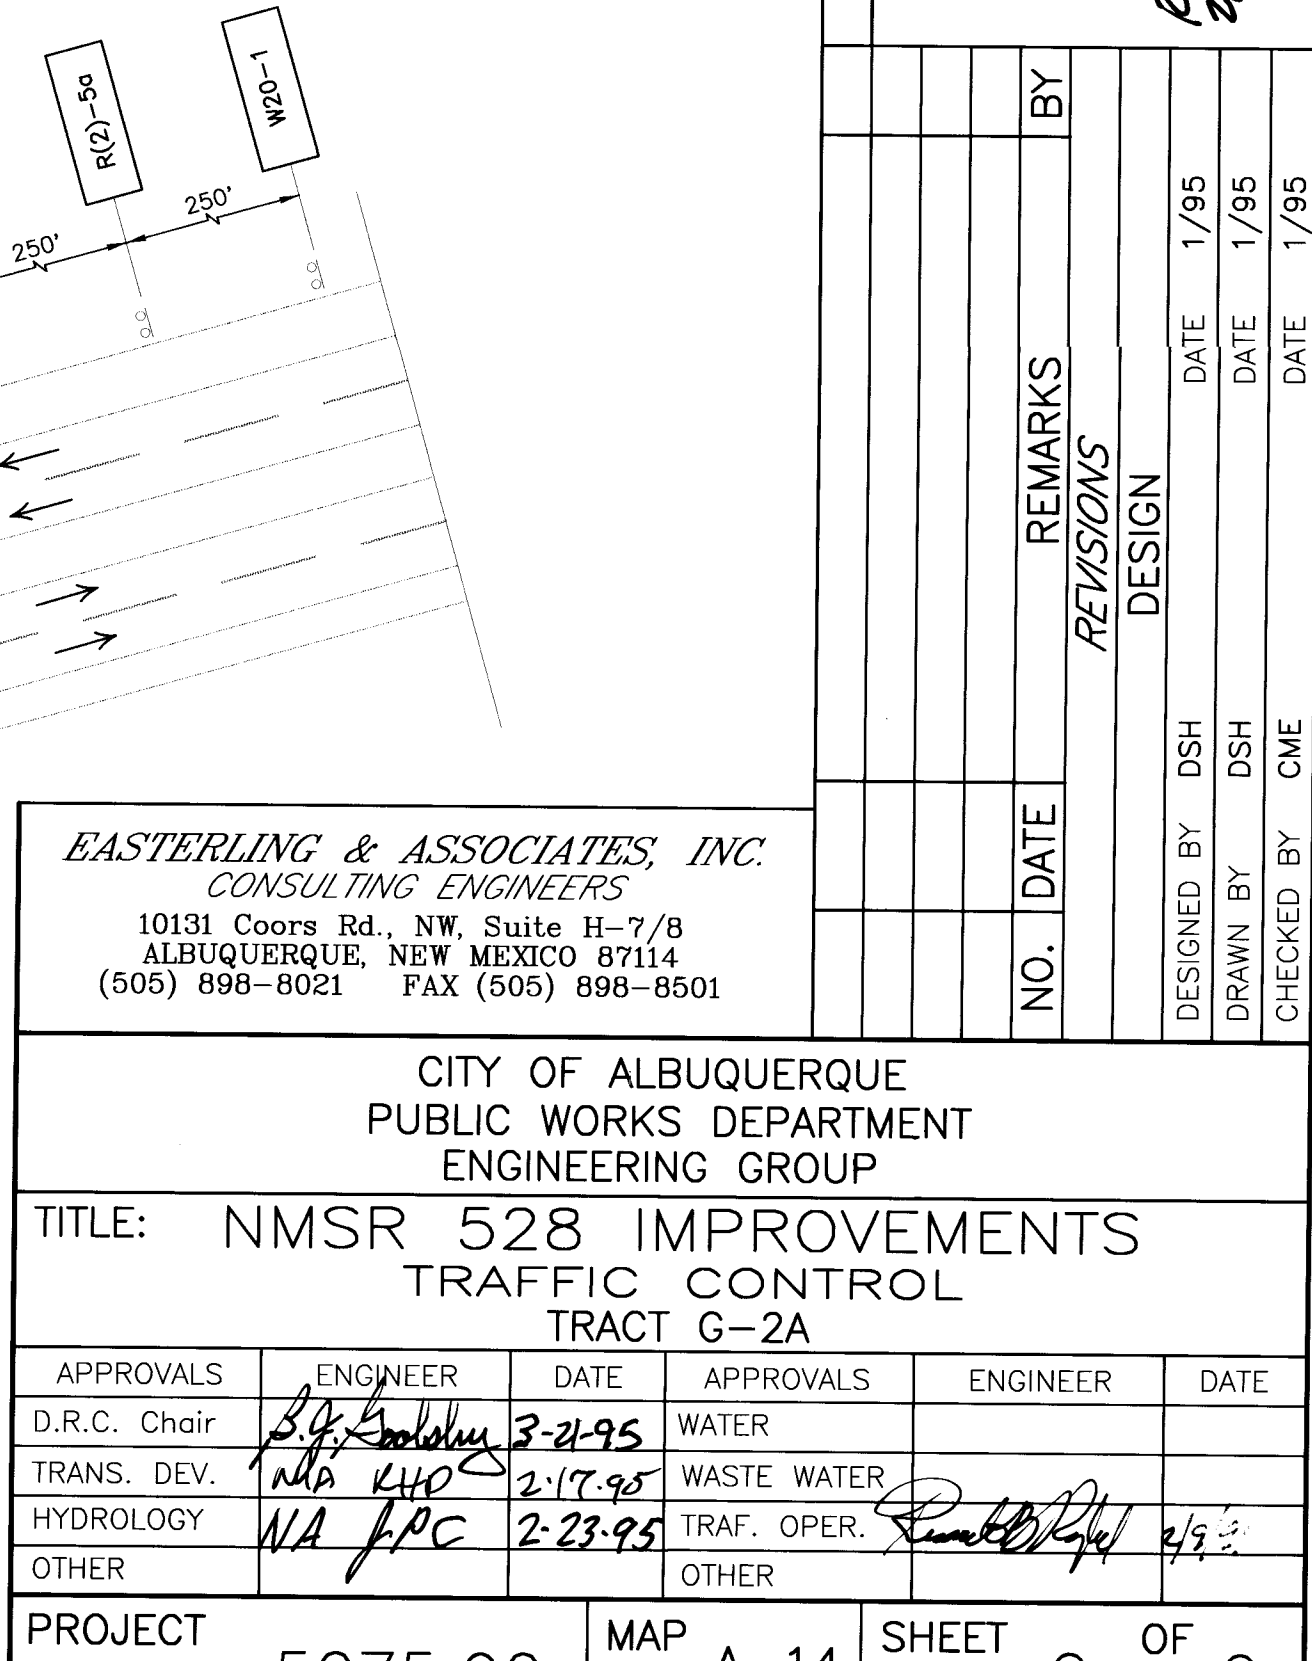 R(2)-5a
W20-1
250'
250'
BY
REMARKS
DATE
NO.
REVISIONS
DESIGN
DESIGNED BY DSH DATE 1/95
DRAWN BY DSH DATE 1/95
CHECKED BY CME DATE 1/95
EASTERLING & ASSOCIATES, INC.
CONSULTING ENGINEERS
10131 Coors Rd., NW, Suite H-7/8
ALBUQUERQUE, NEW MEXICO 87114
(505) 898-8021 FAX (505) 898-8501
CITY OF ALBUQUERQUE
PUBLIC WORKS DEPARTMENT
ENGINEERING GROUP
TITLE: NMSR 528 IMPROVEMENTS
TRAFFIC CONTROL
TRACT G-2A
APPROVALS ENGINEER DATE APPROVALS ENGINEER DATE
D.R.C. Chair B.J. Goolsby 3-21-95 WATER
TRANS. DEV. N/A KHD 2.17.95 WASTE WATER
HYDROLOGY NA JPC 2-23-95 TRAF. OPER.
OTHER OTHER
PROJECT MAP SHEET OF